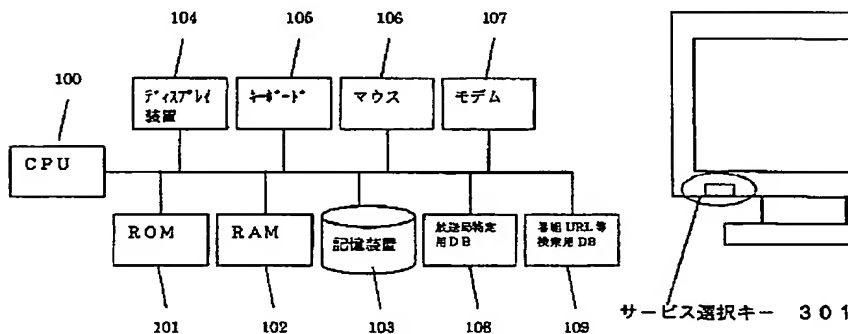 104
105
106
107
100
ディスプレイ
装置
キーボード
マウス
モデム
CPU
ROM
RAM
記憶装置
放送局特定
用DB
番組URL等
検索用DB
サービス選択キー 301
101
102
103
108
109